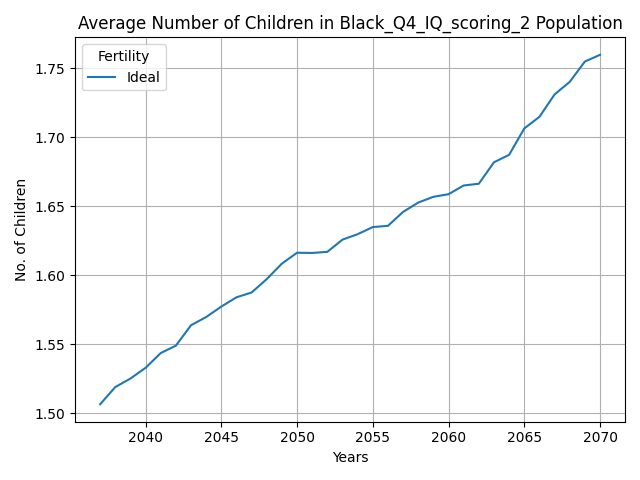 Average Number of Children in Black_Q4_IQ_scoring_2 Population
Fertility
Ideal
1.75
1.70
1.65
1.60
1.55
1.50
No. of Children
2040 2045 2050 2055 2060 2065 2070
Years